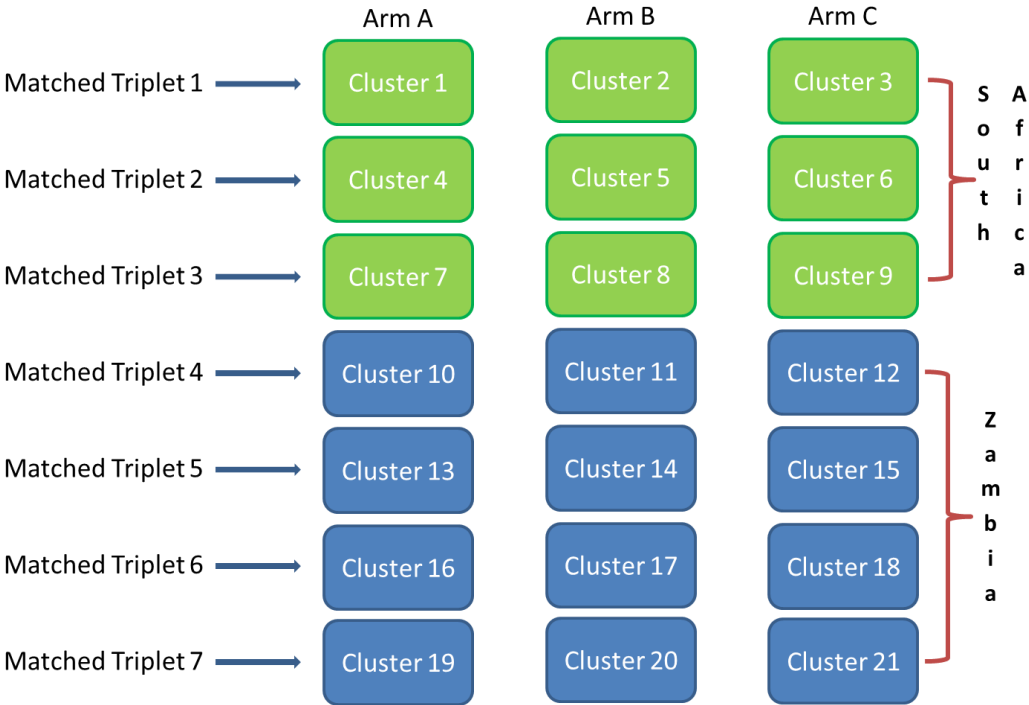 Arm A Arm B Arm C
Matched Triplet 1 Cluster 1 Cluster 2 Cluster 3
Matched Triplet 2 Cluster 4 Cluster 5 Cluster 6
Matched Triplet 3 Cluster 7 Cluster 8 Cluster 9
South Africa
Matched Triplet 4 Cluster 10 Cluster 11 Cluster 12
Matched Triplet 5 Cluster 13 Cluster 14 Cluster 15
Matched Triplet 6 Cluster 16 Cluster 17 Cluster 18
Matched Triplet 7 Cluster 19 Cluster 20 Cluster 21
Zambia